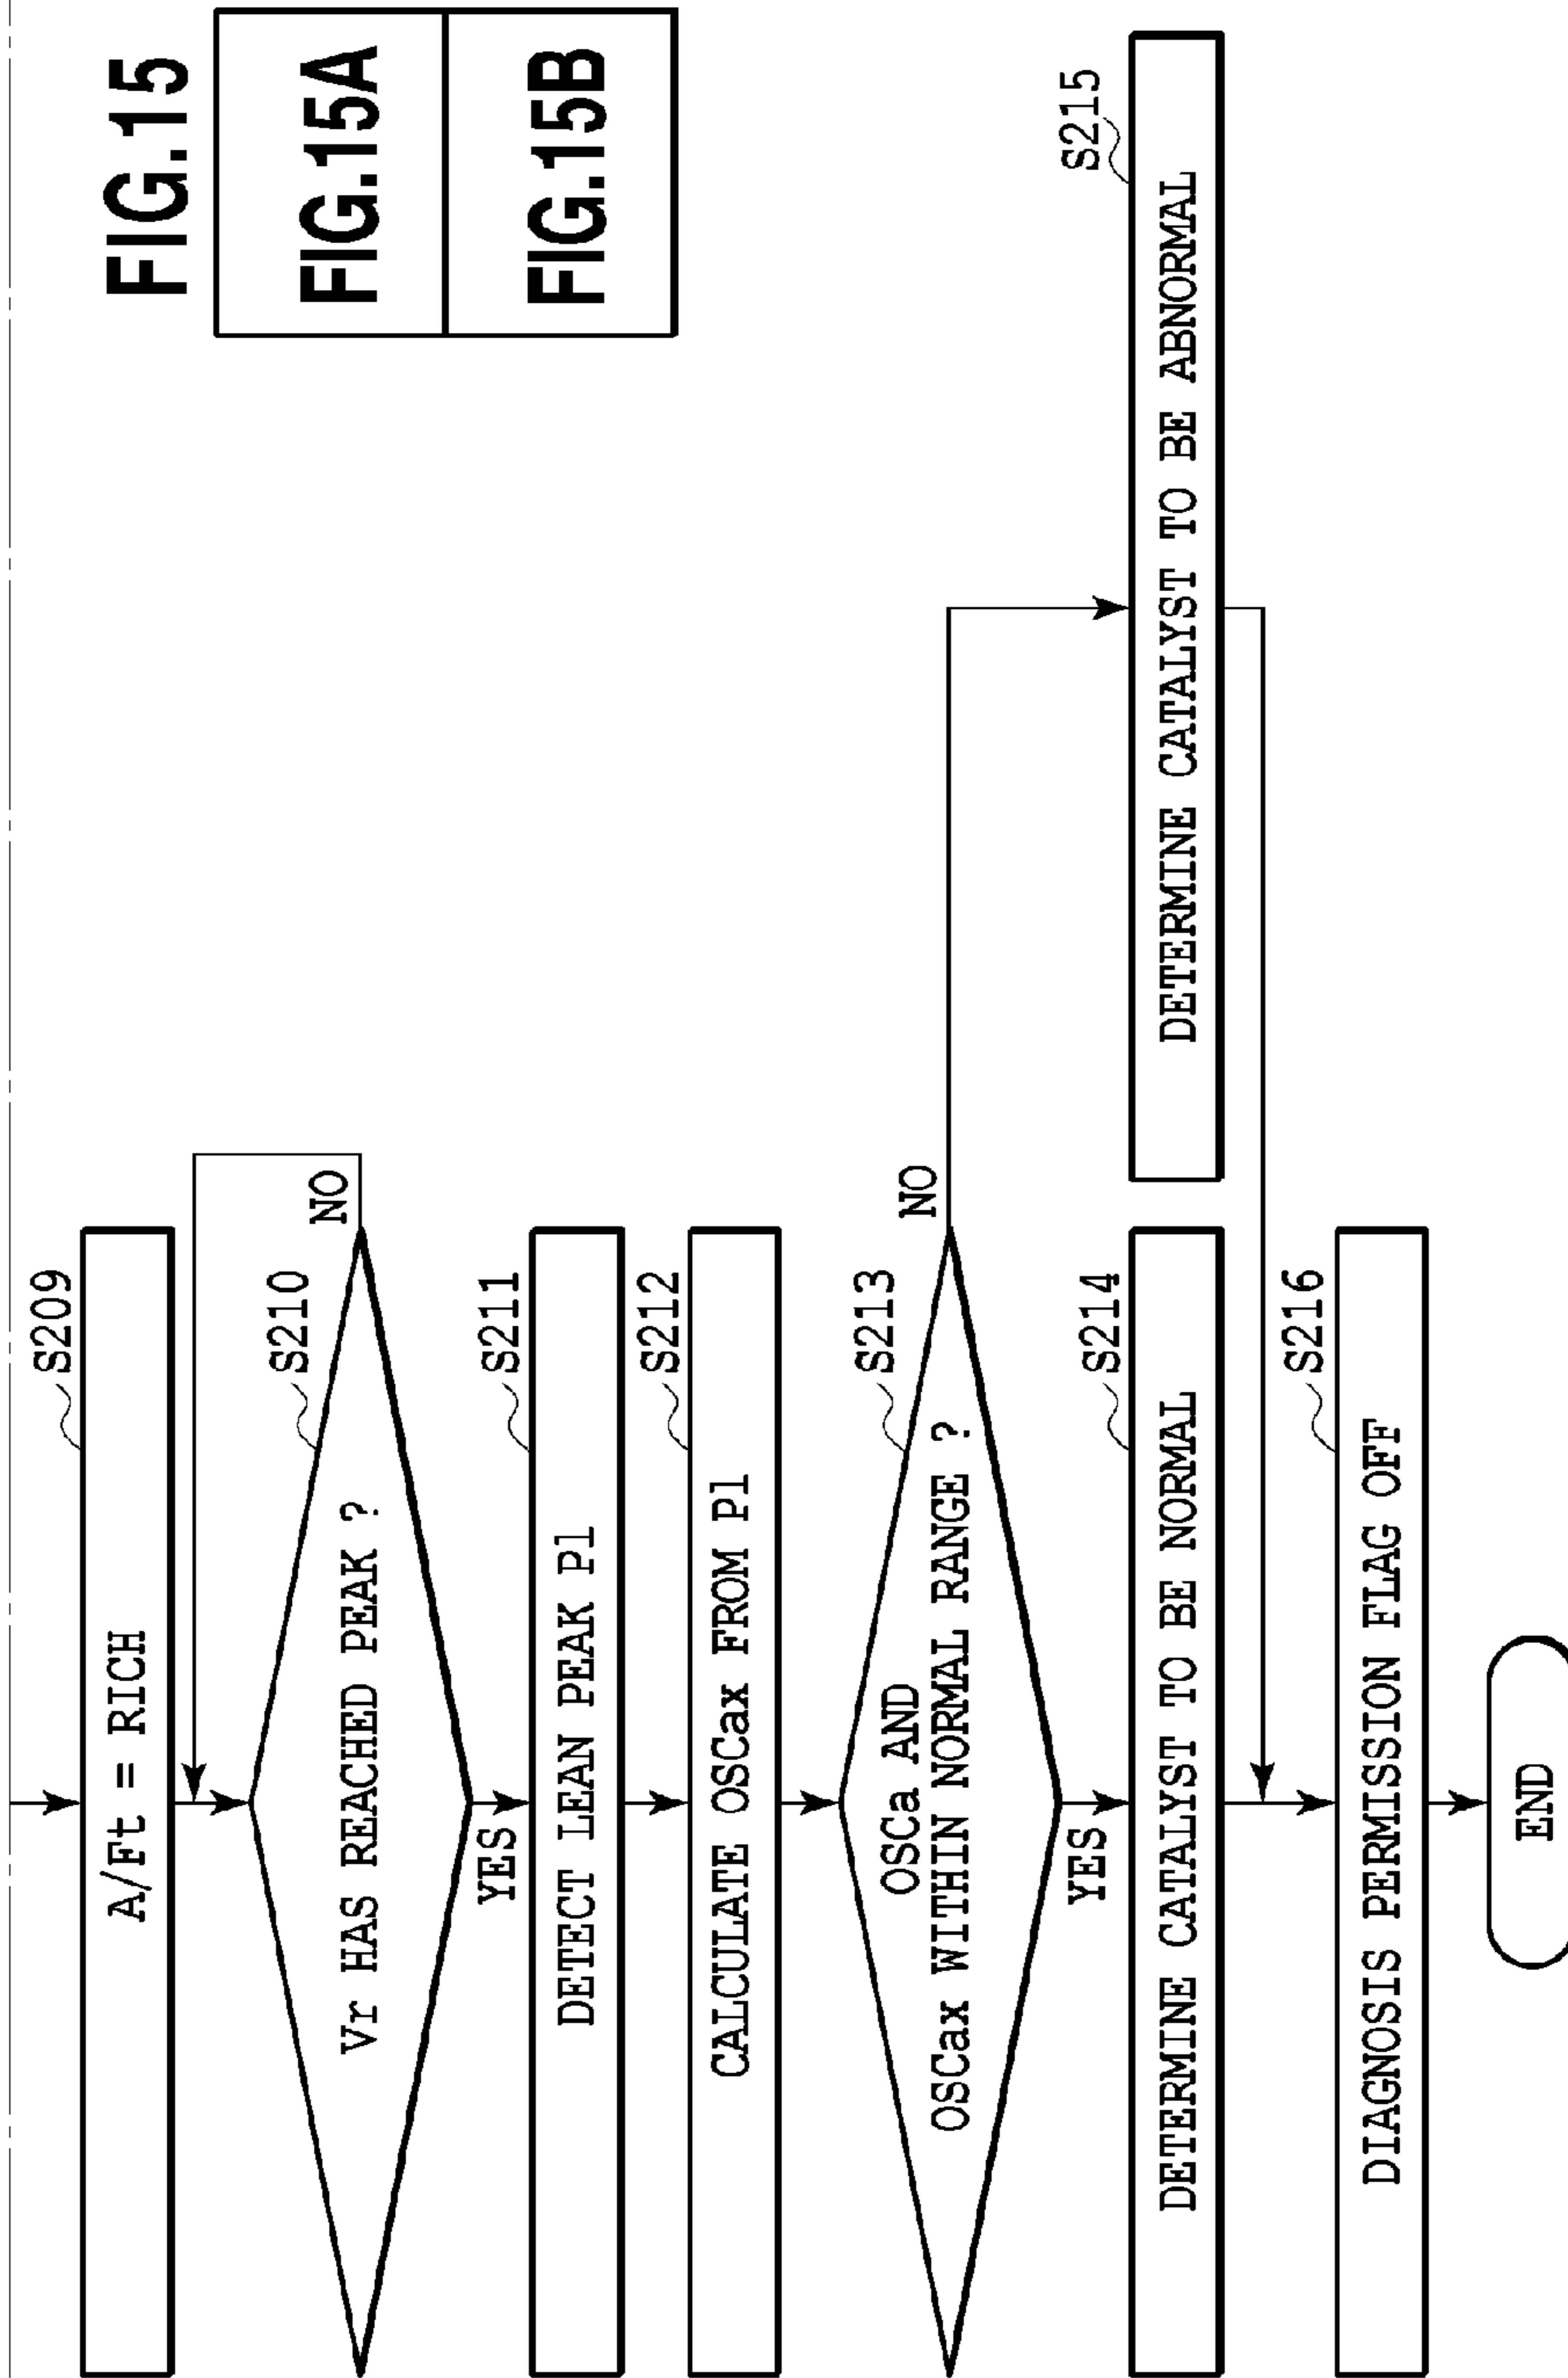 FIG.15
FIG.15A
FIG.15B
S209
A/Ft = RICH
S210
NO
Vr HAS REACHED PEAK ?
YES
S211
DETECT LEAN PEAK Pl
S212
CALCULATE OSCax FROM Pl
S213
NO
OSCa AND
OSCax WITHIN NORMAL RANGE ?
YES
S214
DETERMINE CATALYST TO BE NORMAL
S215
DETERMINE CATALYST TO BE ABNORMAL
S216
DIAGNOSIS PERMISSION FLAG OFF
END